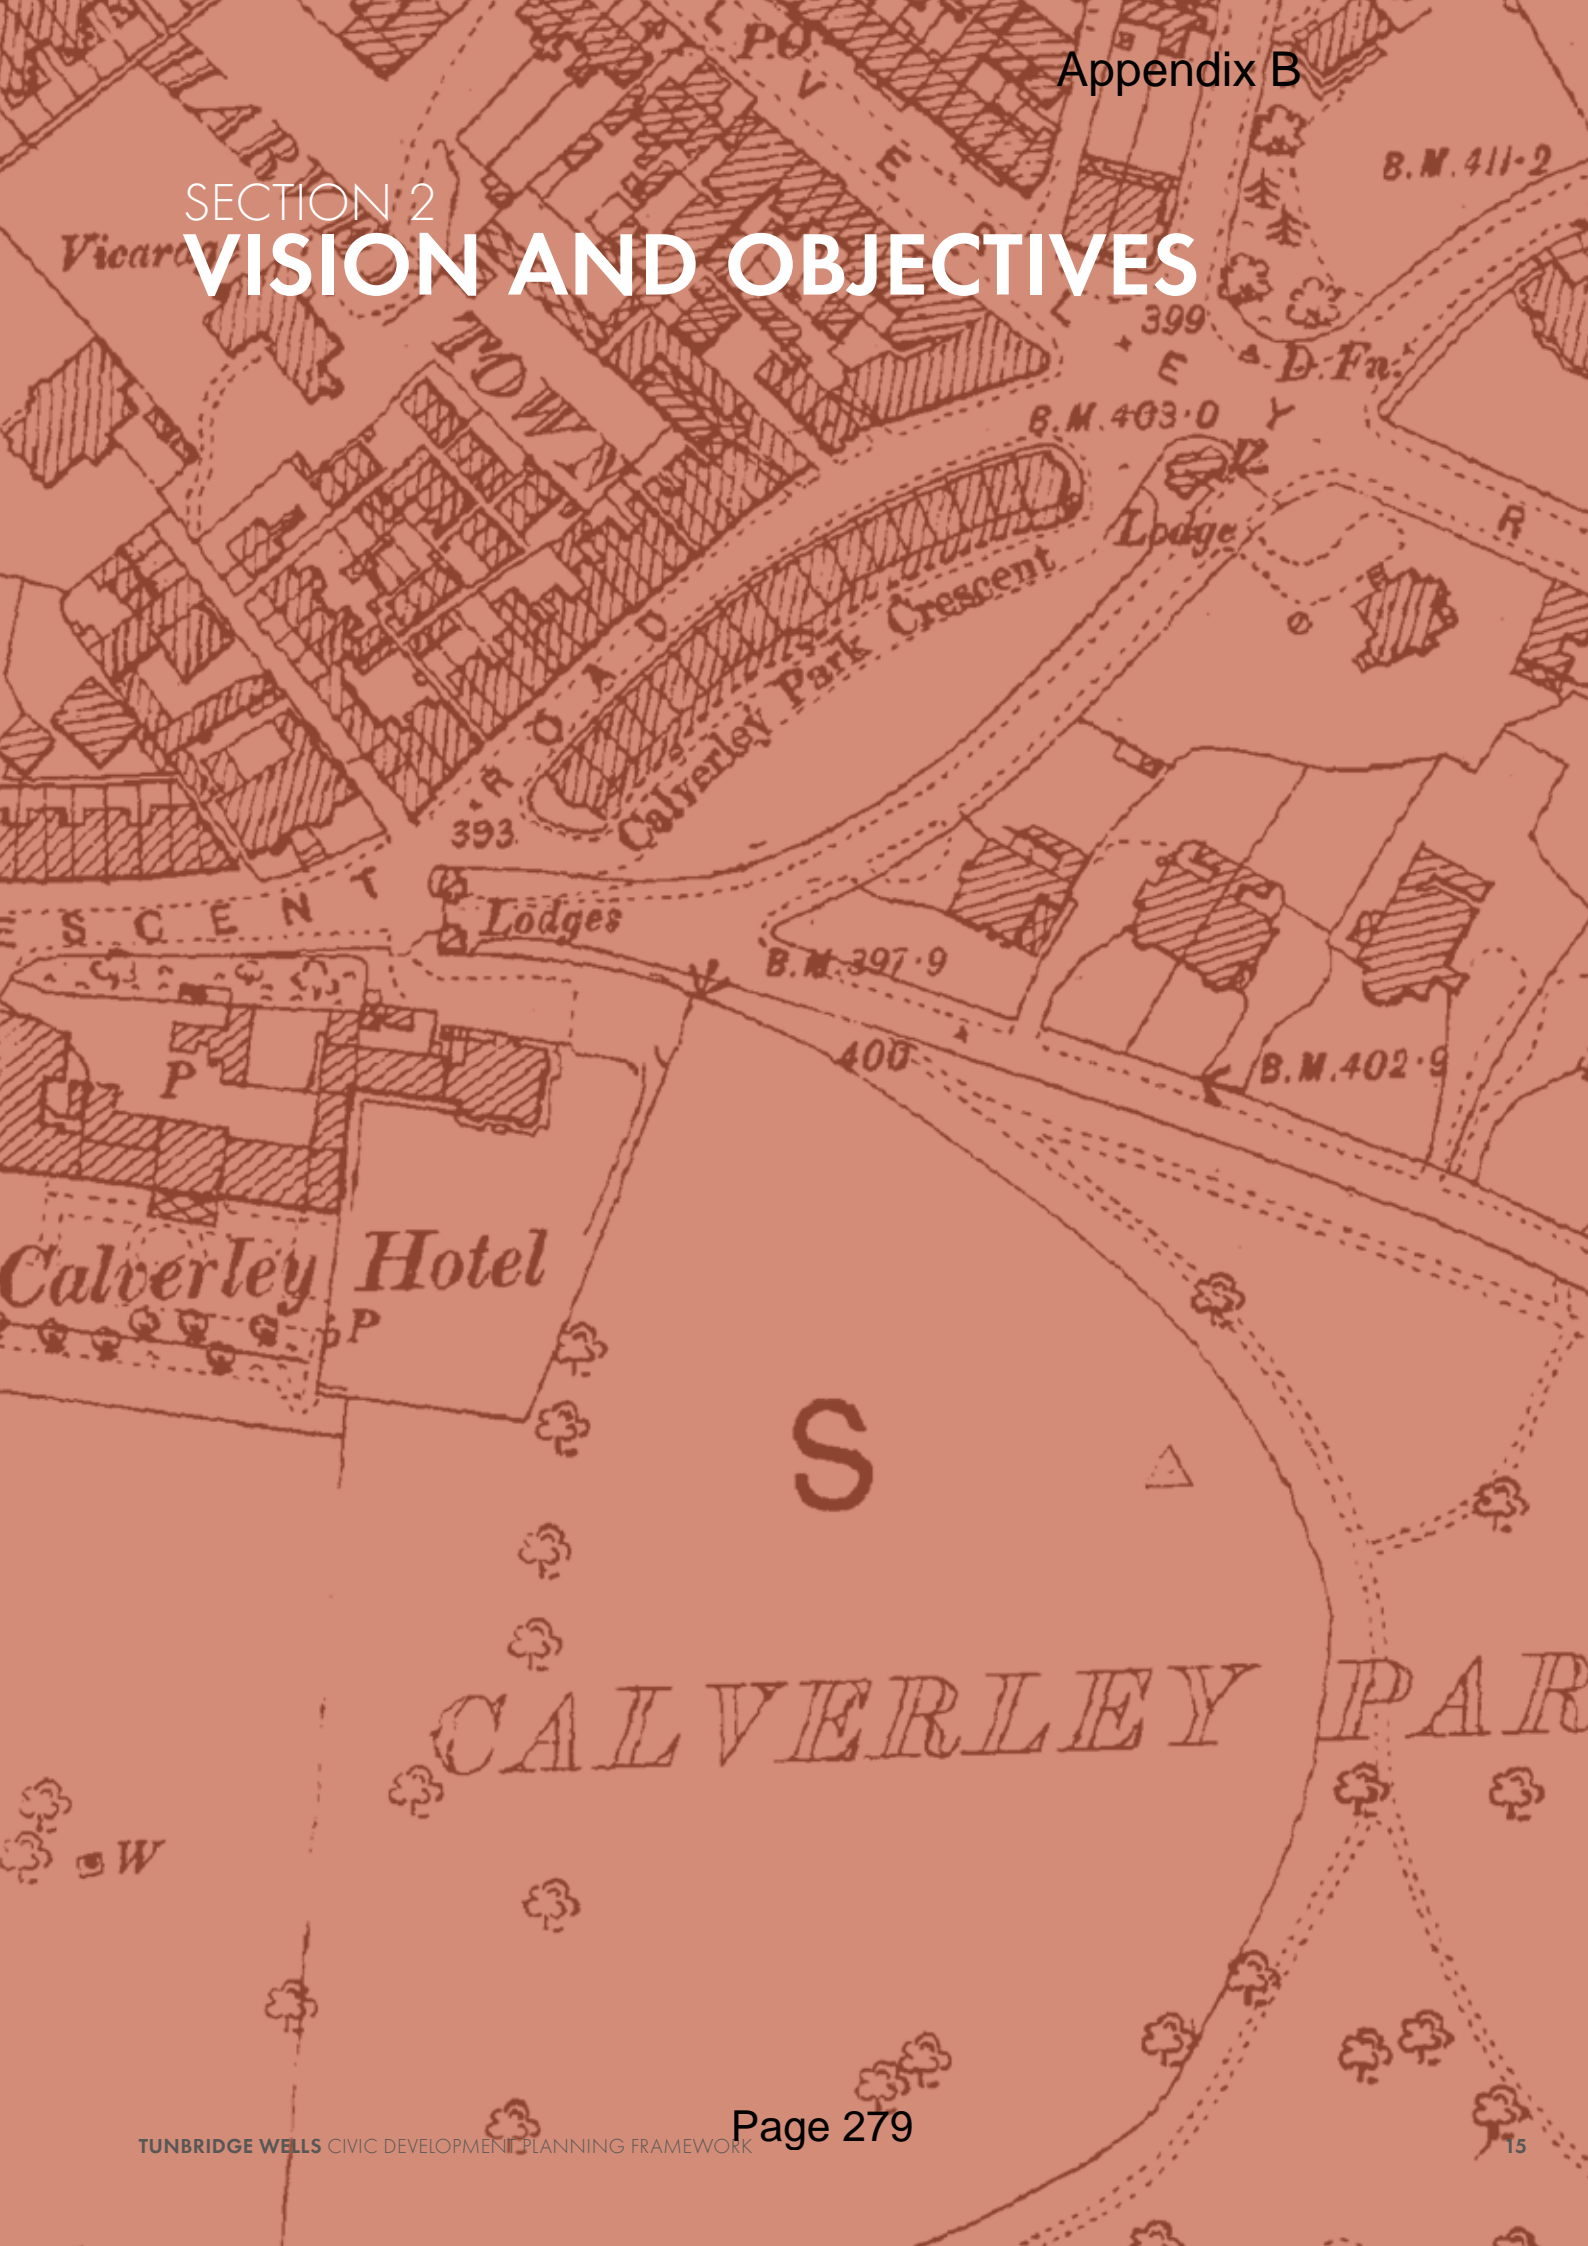 Appendix B
B.M.411·2
SECTION 2
VISION AND OBJECTIVES
399
D.Fn.
TOWN
B.M.403·0
E
Y
Lodge
R
Calverley Park Crescent
ROAD
393
ESCENT
Lodges
B.M.397·9
400
B.M.402·9
P
Calverley Hotel
P
S
CALVERLEY PAR
W
Page 279
TUNBRIDGE WELLS CIVIC DEVELOPMENT PLANNING FRAMEWORK
15